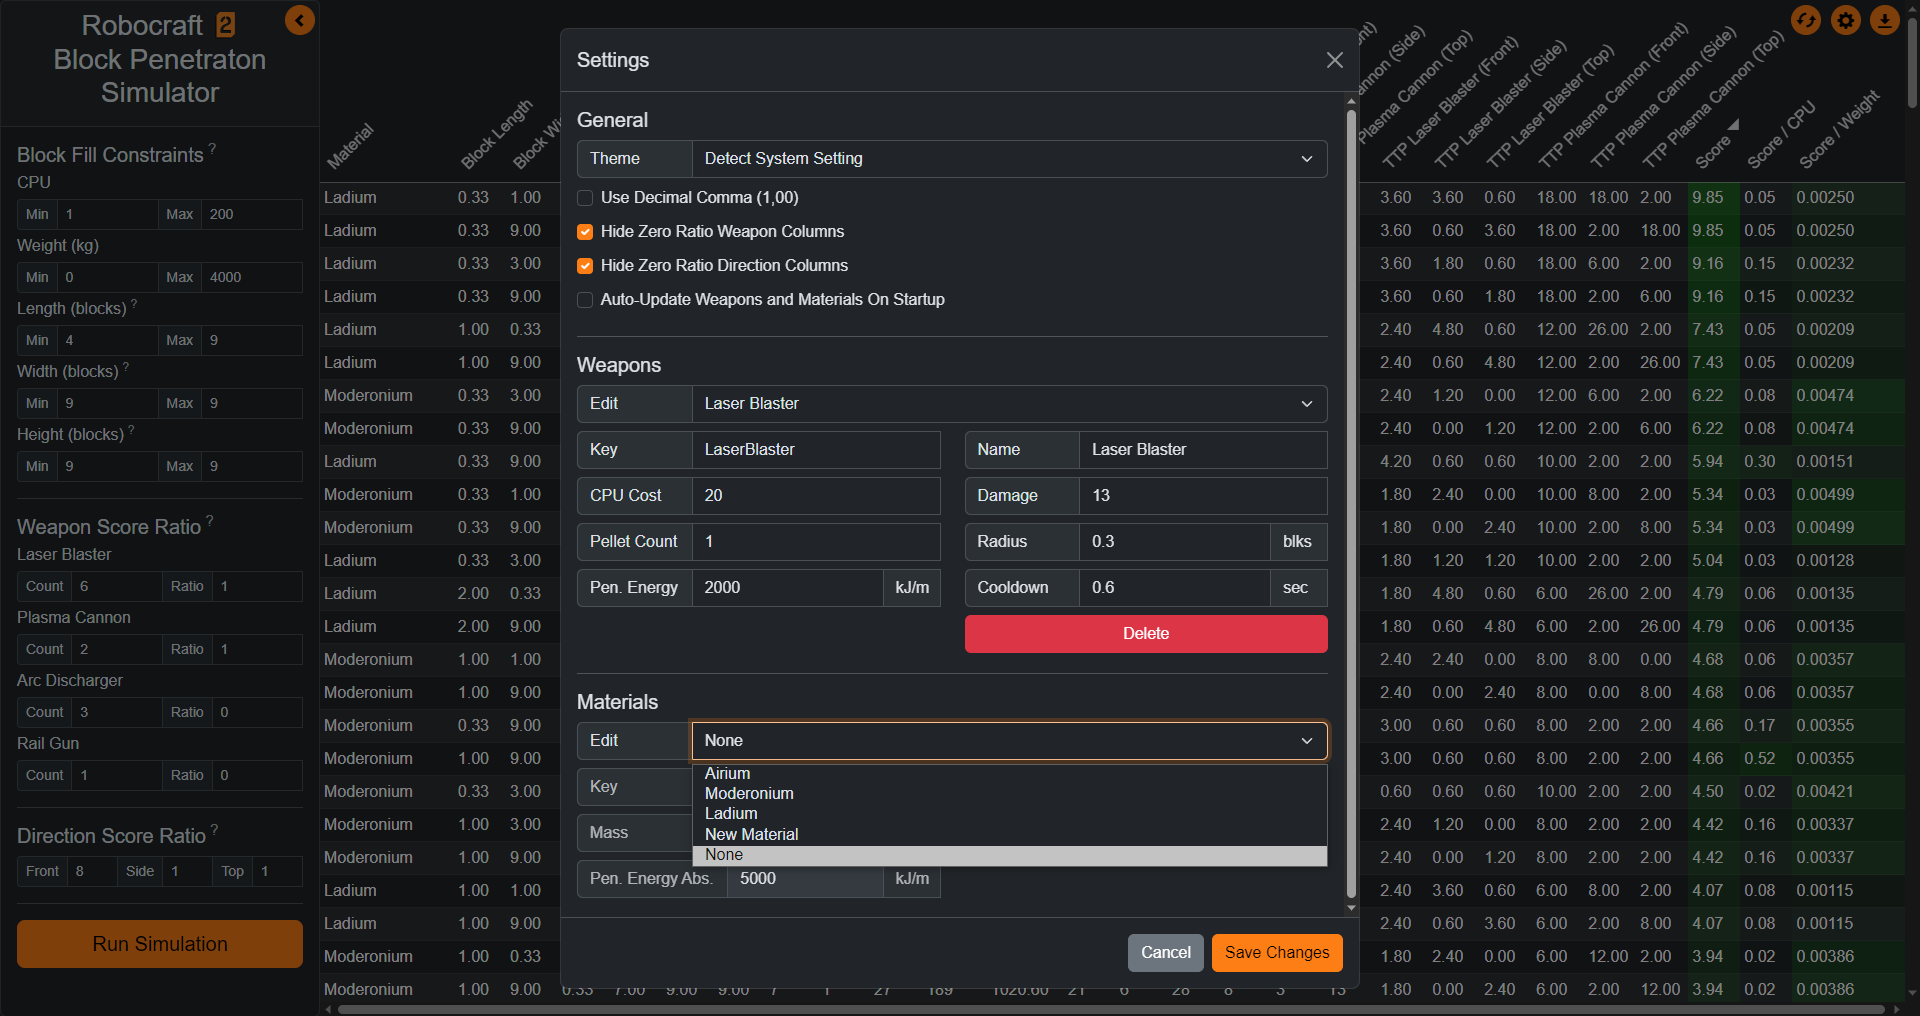 Robocraft 2
Block Penetraton
Simulator
Block Fill Constraints ?
CPU
Min 1 Max 200
Weight (kg)
Min 0 Max 4000
Length (blocks) ?
Min 4 Max 9
Width (blocks) ?
Min 9 Max 9
Height (blocks) ?
Min 9 Max 9
Weapon Score Ratio ?
Laser Blaster
Count 6 Ratio 1
Plasma Cannon
Count 2 Ratio 1
Arc Discharger
Count 3 Ratio 0
Rail Gun
Count 1 Ratio 0
Direction Score Ratio ?
Front 8 Side 1 Top 1
Run Simulation
Material
Block Length
Block
Cannon (Side)
Plasma Cannon (Top)
TTP Laser Blaster (Front)
TTP Laser Blaster (Side)
TTP Laser Blaster (Top)
TTP Plasma Cannon (Front)
TTP Plasma Cannon (Side)
TTP Plasma Cannon (Top)
Score
Score / CPU
Score / Weight
Ladium 0.33 1.00 3.60 3.60 0.60 18.00 18.00 2.00 9.85 0.05 0.00250
Ladium 0.33 9.00 3.60 0.60 3.60 18.00 2.00 18.00 9.85 0.05 0.00250
Ladium 0.33 3.00 3.60 1.80 0.60 18.00 6.00 2.00 9.16 0.15 0.00232
Ladium 0.33 9.00 3.60 0.60 1.80 18.00 2.00 6.00 9.16 0.15 0.00232
Ladium 1.00 0.33 2.40 4.80 0.60 12.00 26.00 2.00 7.43 0.05 0.00209
Ladium 1.00 9.00 2.40 0.60 4.80 12.00 2.00 26.00 7.43 0.05 0.00209
Moderonium 0.33 3.00 2.40 1.20 0.00 12.00 6.00 2.00 6.22 0.08 0.00474
Moderonium 0.33 9.00 2.40 0.00 1.20 12.00 2.00 6.00 6.22 0.08 0.00474
Ladium 0.33 9.00 4.20 0.60 0.60 10.00 2.00 2.00 5.94 0.30 0.00151
Moderonium 0.33 1.00 1.80 2.40 0.00 10.00 8.00 2.00 5.34 0.03 0.00499
Moderonium 0.33 9.00 1.80 0.00 2.40 10.00 2.00 8.00 5.34 0.03 0.00499
Ladium 0.33 3.00 1.80 1.20 1.20 10.00 2.00 2.00 5.04 0.03 0.00128
Ladium 2.00 0.33 1.80 4.80 0.60 6.00 26.00 2.00 4.79 0.06 0.00135
Ladium 2.00 9.00 1.80 0.60 4.80 6.00 2.00 26.00 4.79 0.06 0.00135
Moderonium 1.00 1.00 2.40 2.40 0.00 8.00 8.00 0.00 4.68 0.06 0.00357
Moderonium 1.00 9.00 2.40 0.00 2.40 8.00 0.00 8.00 4.68 0.06 0.00357
Moderonium 0.33 9.00 3.00 0.60 0.60 8.00 2.00 2.00 4.66 0.17 0.00355
Moderonium 1.00 9.00 3.00 0.60 0.60 8.00 2.00 2.00 4.66 0.52 0.00355
Moderonium 0.33 3.00 0.60 0.60 0.60 10.00 2.00 2.00 4.50 0.02 0.00421
Moderonium 1.00 3.00 2.40 1.20 0.00 8.00 2.00 2.00 4.42 0.16 0.00337
Moderonium 1.00 9.00 2.40 0.00 1.20 8.00 2.00 2.00 4.42 0.16 0.00337
Ladium 1.00 1.00 2.40 3.60 0.60 6.00 8.00 2.00 4.07 0.08 0.00115
Ladium 1.00 9.00 2.40 0.60 3.60 6.00 2.00 8.00 4.07 0.08 0.00115
Moderonium 1.00 0.33 1.80 2.40 0.00 6.00 12.00 2.00 3.94 0.02 0.00386
Moderonium 1.00 9.00 0.33 7.00 9.00 9.00 7 1 27 189 1020.60 21 6 28 8 3 13 1.80 0.00 2.40 6.00 2.00 12.00 3.94 0.02 0.00386
Settings
General
Theme Detect System Setting
Use Decimal Comma (1,00)
Hide Zero Ratio Weapon Columns
Hide Zero Ratio Direction Columns
Auto-Update Weapons and Materials On Startup
Weapons
Edit Laser Blaster
Key LaserBlaster Name Laser Blaster
CPU Cost 20 Damage 13
Pellet Count 1 Radius 0.3 blks
Pen. Energy 2000 kJ/m Cooldown 0.6 sec
Delete
Materials
Edit None
Key
Mass
Airium
Moderonium
Ladium
New Material
None
Pen. Energy Abs. 5000 kJ/m
Cancel
Save Changes